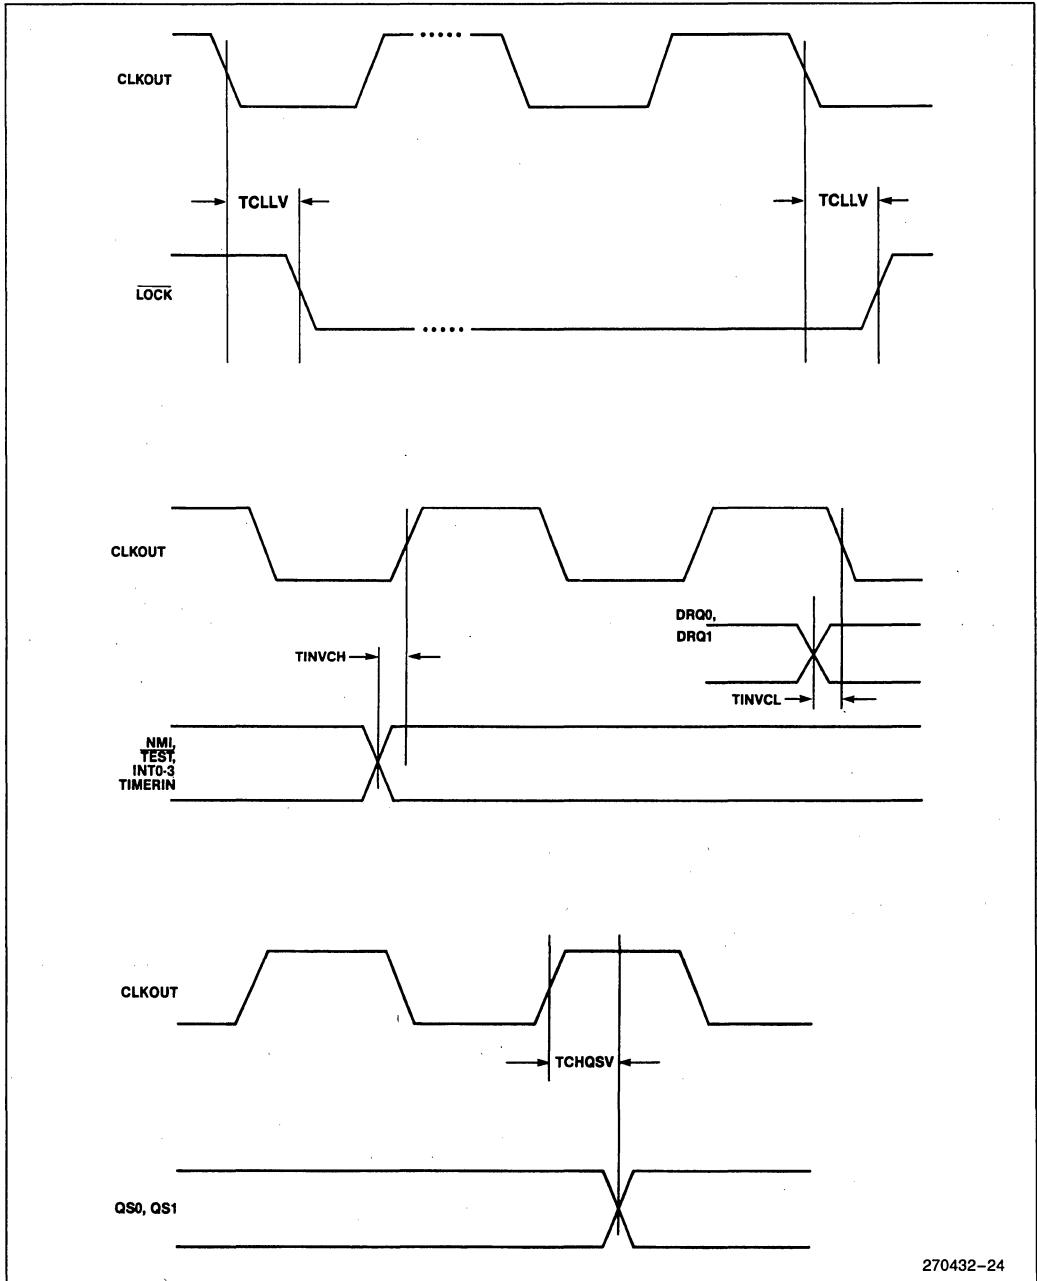 CLKOUT
TCLLV
TCLLV
LOCK
CLKOUT
DRQ0,
DRQ1
TINVCH
TINVCL
NMI,
TEST,
INT0-3
TIMERIN
CLKOUT
TCHQSV
QS0, QS1
270432–24